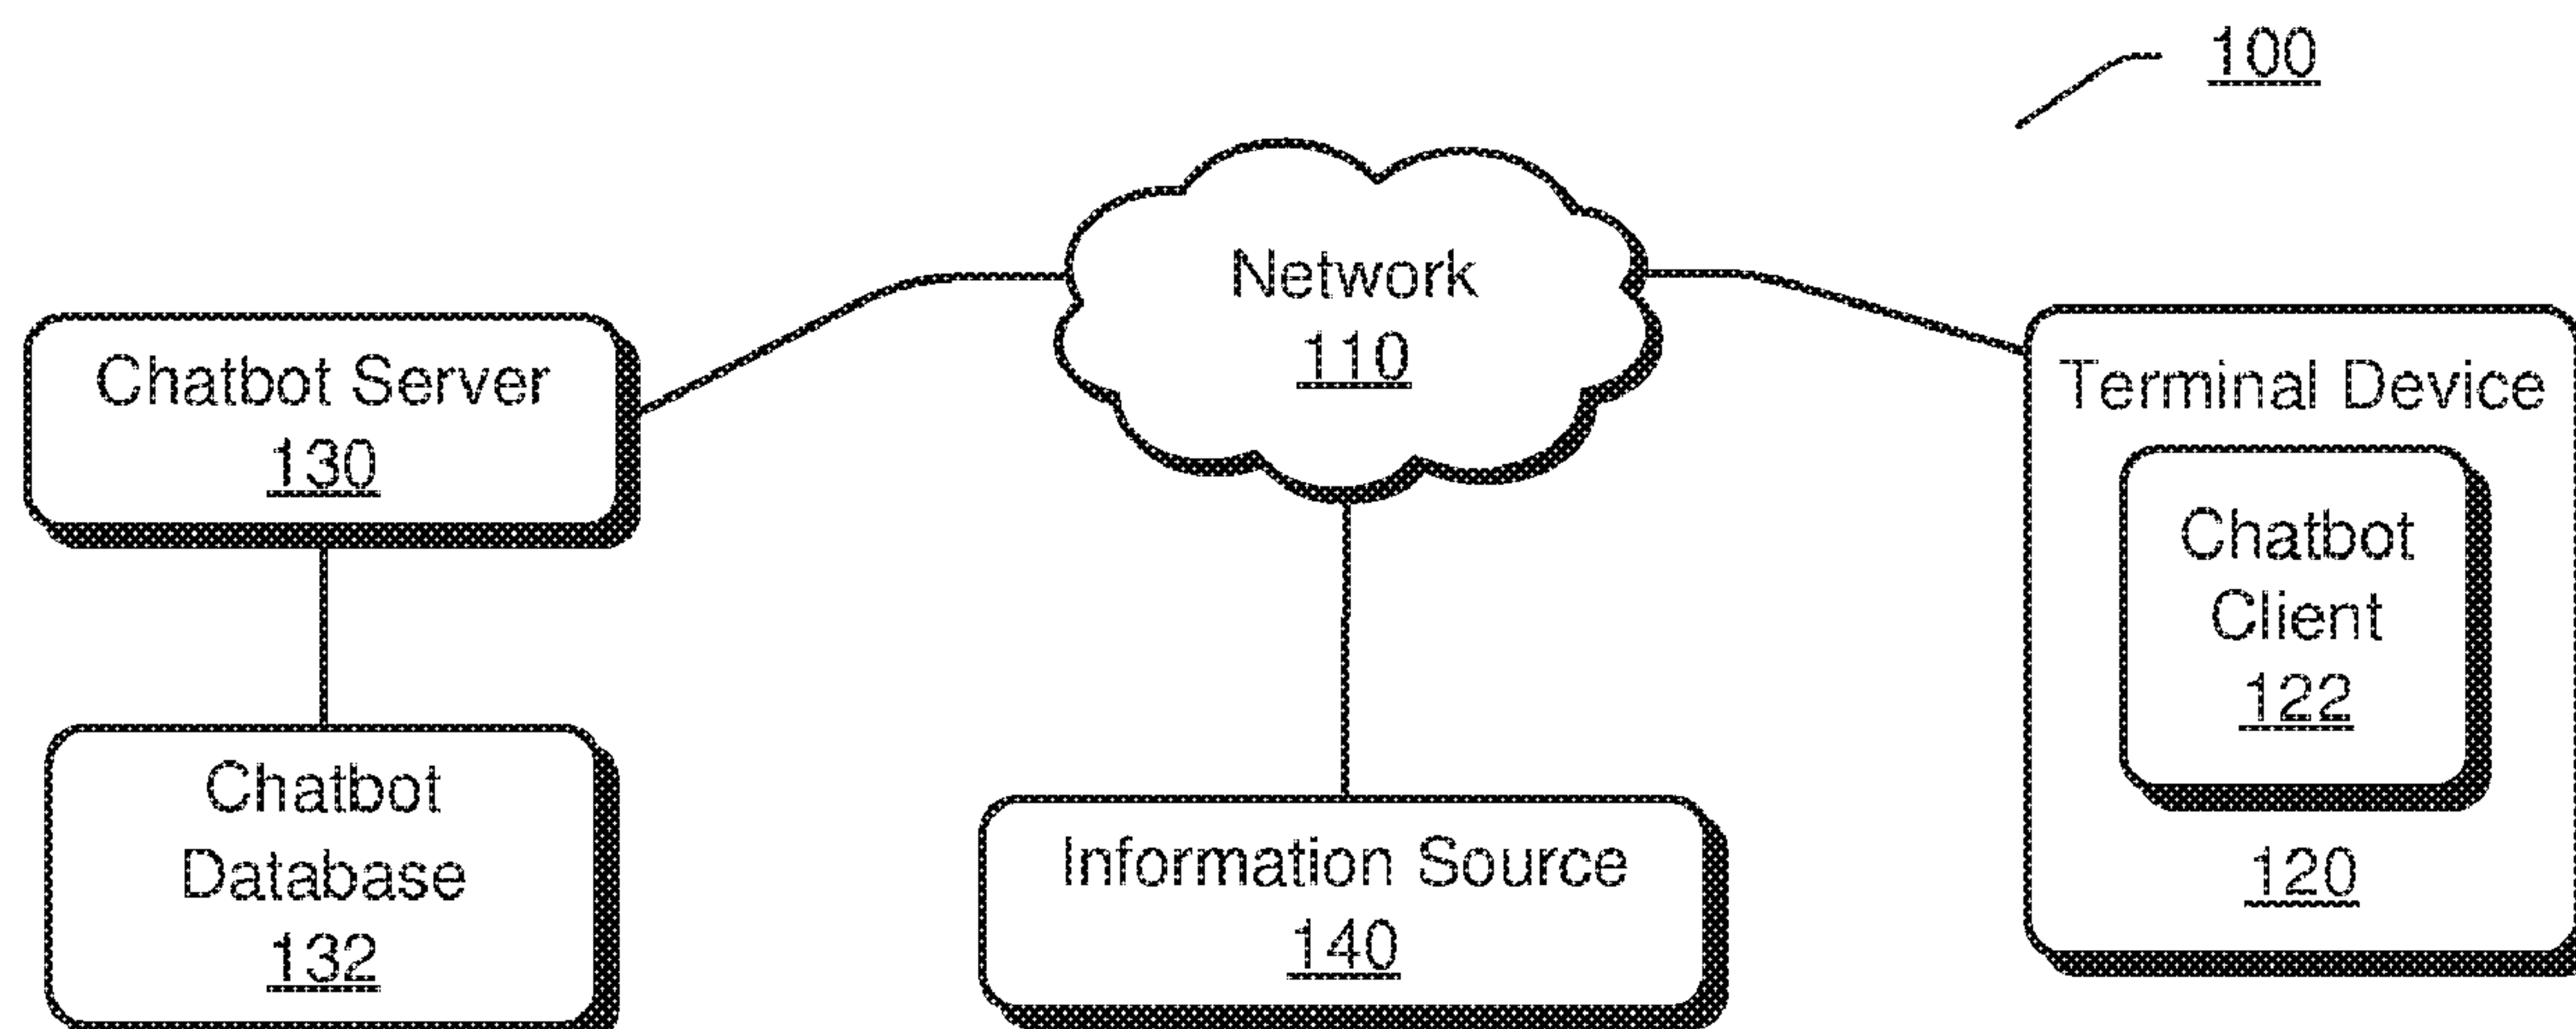 100
Network
110
Chatbot Server
130
Terminal Device
Chatbot
Client
122
120
Chatbot
Database
132
Information Source
140